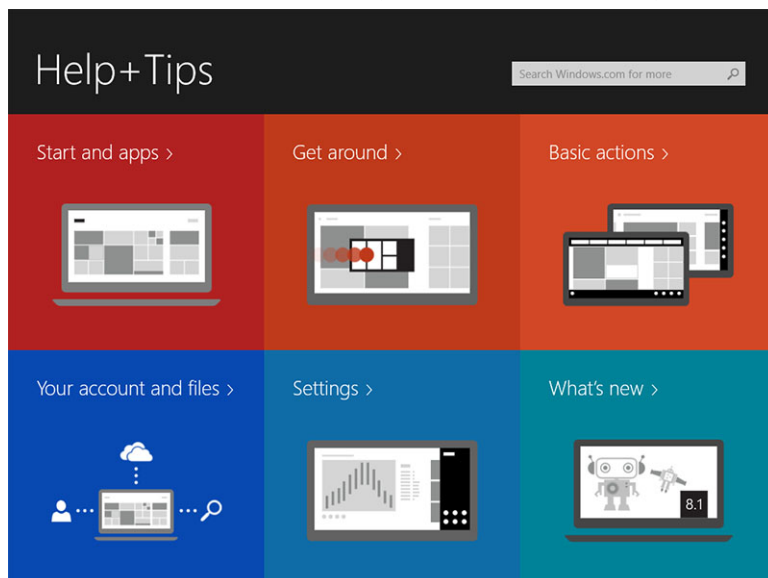 Help+Tips
Search Windows.com for more
Start and apps >
Get around >
Basic actions >
Your account and files >
Settings >
What's new >
8.1